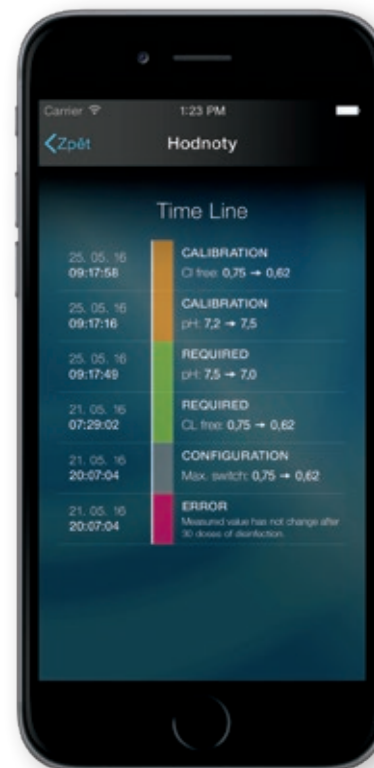 Carrier 1:23 PM
Zpět Hodnoty
Time Line
25. 05. 16 CALIBRATION
09:17:58 Cl free: 0,75 → 0,62
25. 05. 16 CALIBRATION
09:17:16 pH: 7,2 → 7,5
25. 05. 16 REQUIRED
09:17:49 pH: 7,5 → 7,0
21. 05. 16 REQUIRED
07:29:02 CL free: 0,75 → 0,62
21. 05. 16 CONFIGURATION
20:07:04 Max. switch: 0,75 → 0,62
21. 05. 16 ERROR
20:07:04 Measured value has not change after
30 doses of disinfection.